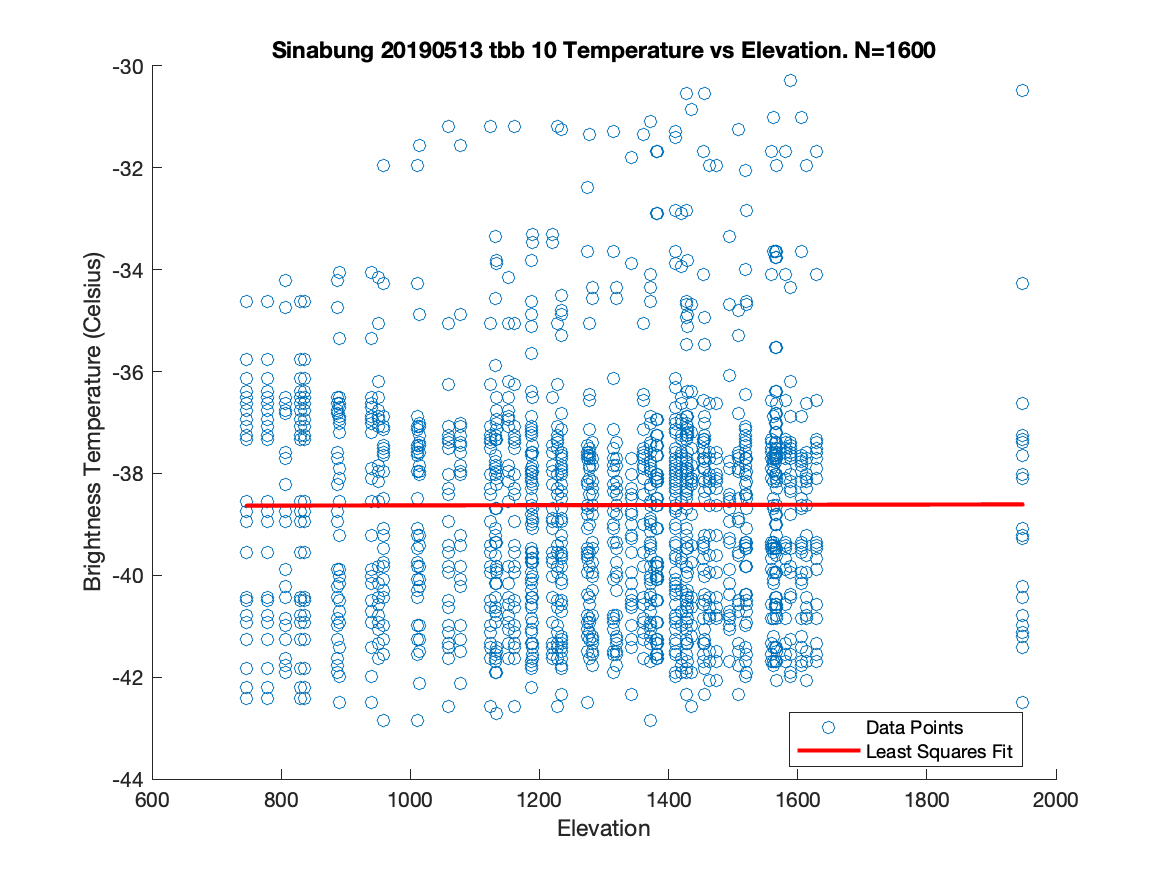 Sinabung 20190513 tbb 10 Temperature vs Elevation. N=1600
-30
-32
-34
-36
-38
-40
-42
-44
Brightness Temperature (Celsius)
Data Points
Least Squares Fit
600 800 1000 1200 1400 1600 1800 2000
Elevation